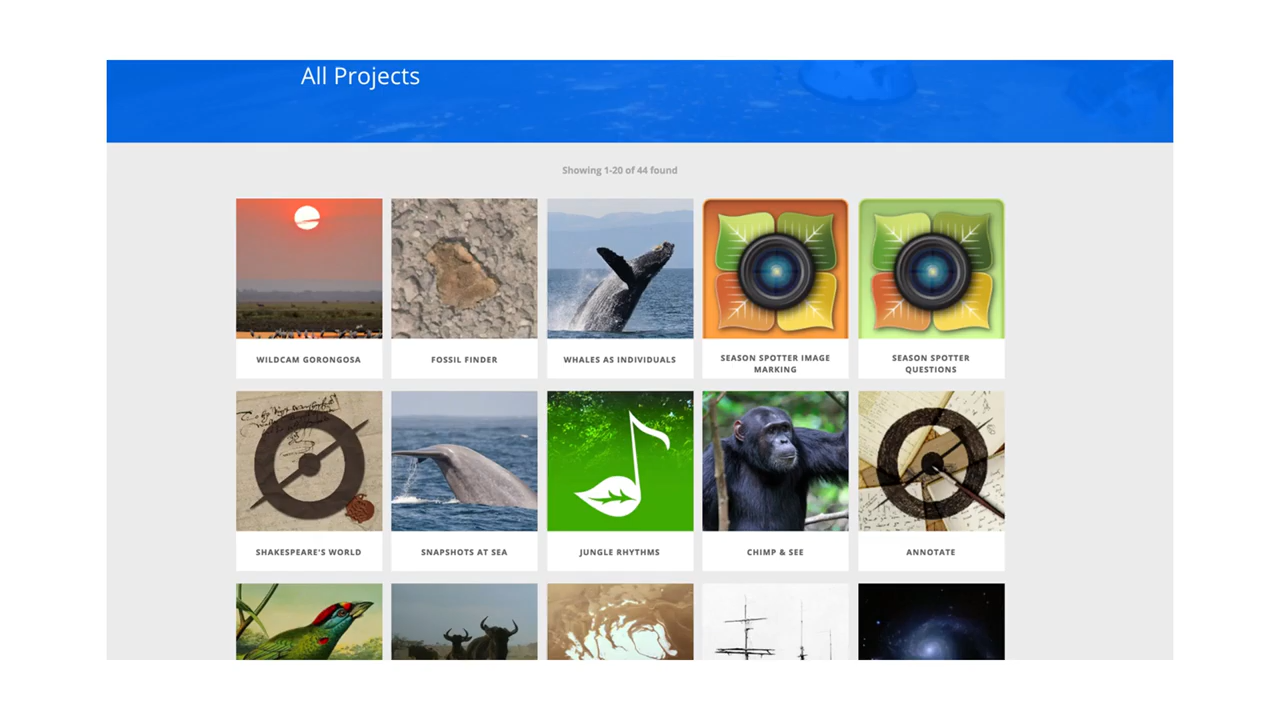 All Projects
Showing 1-20 of 44 found
WILDCAM GORONGOSA
FOSSIL FINDER
WHALES AS INDIVIDUALS
SEASON SPOTTER IMAGE
MARKING
SEASON SPOTTER
QUESTIONS
SHAKESPEARE'S WORLD
SNAPSHOTS AT SEA
JUNGLE RHYTHMS
CHIMP & SEE
ANNOTATE